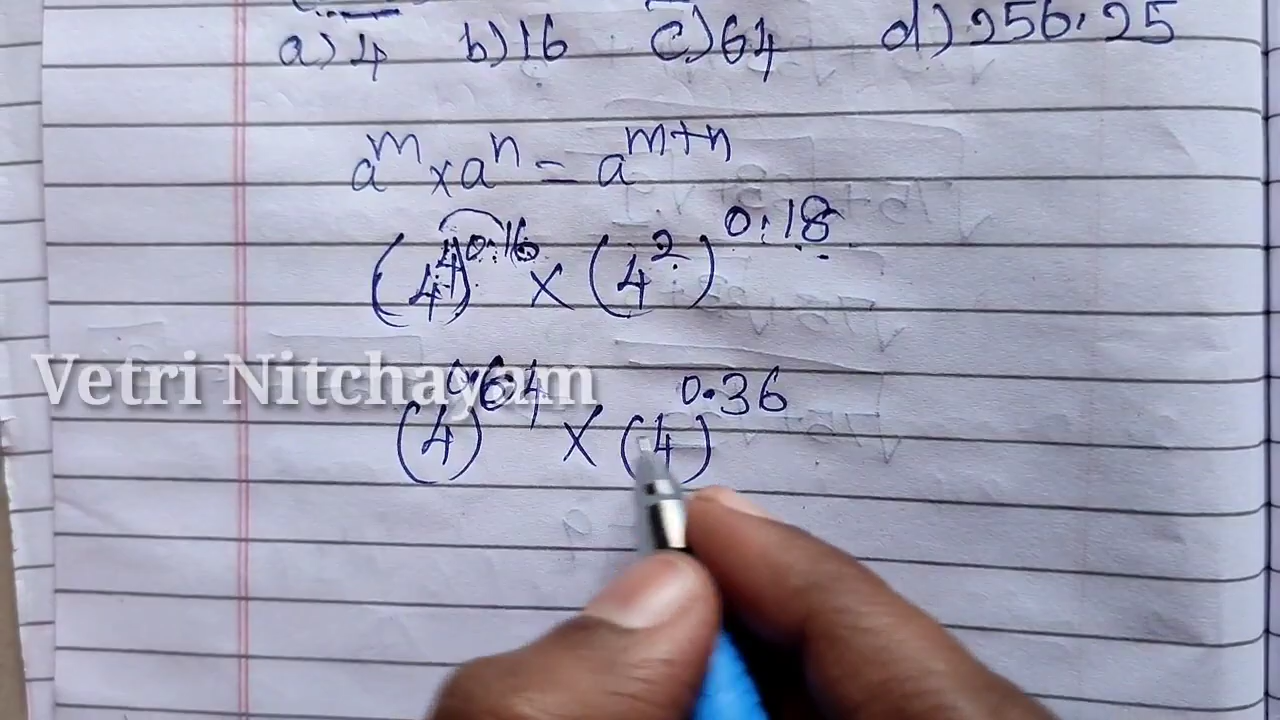 a) 4 b) 16 c) 64 d) 256.25
a^m × a^n = a^(m+n)
(4^4)^0.16 × (4^2)^0.18
Vetri Nitchayam
(4)^0.64 × (4)^0.36